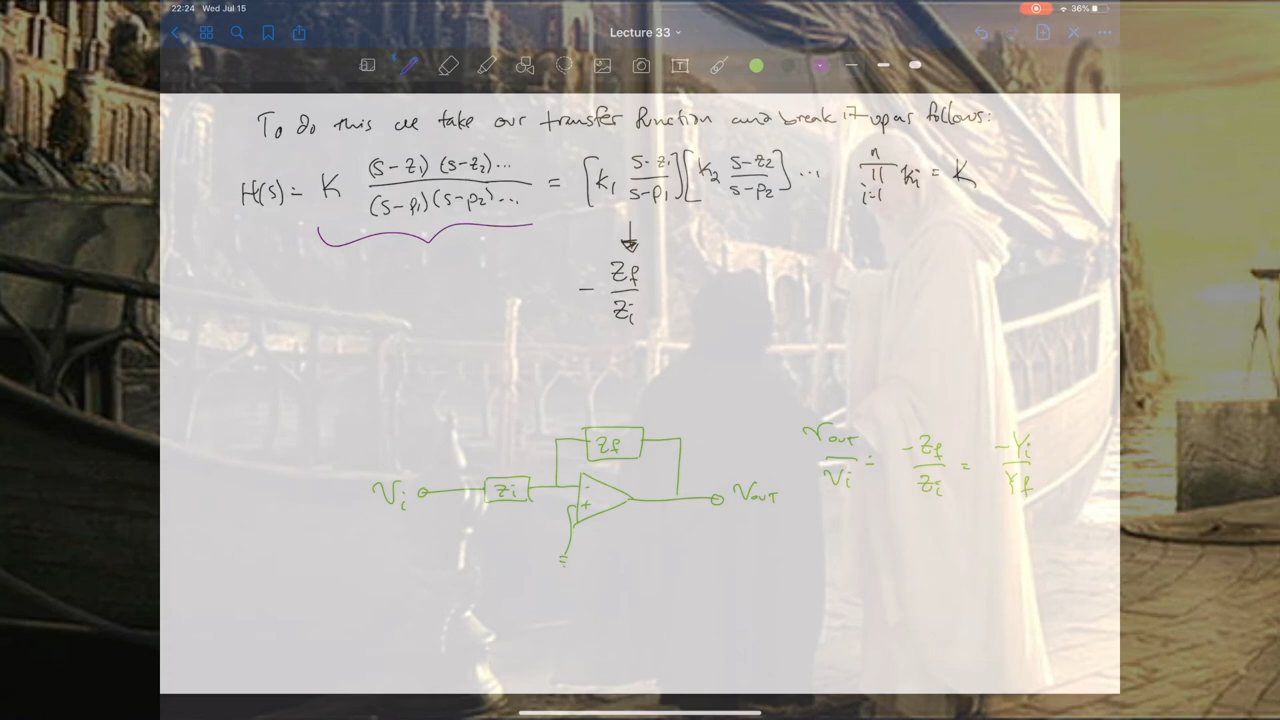 22:24 Wed Jul 15
36%
Lecture 33
T
To do this we take our transfer function and break it up as follows:
H(s) = K (s-z1) (s-z2)... / (s-p1) (s-p2)... = [k1 s-z1 / s-p1] [k2 s-z2 / s-p2] ... n ∏ i=1 ki = K
- Zf / Zi
Zf
Vi Zi - + Vout
Vout / Vi = -Zf / Zi = -Yi / Yf